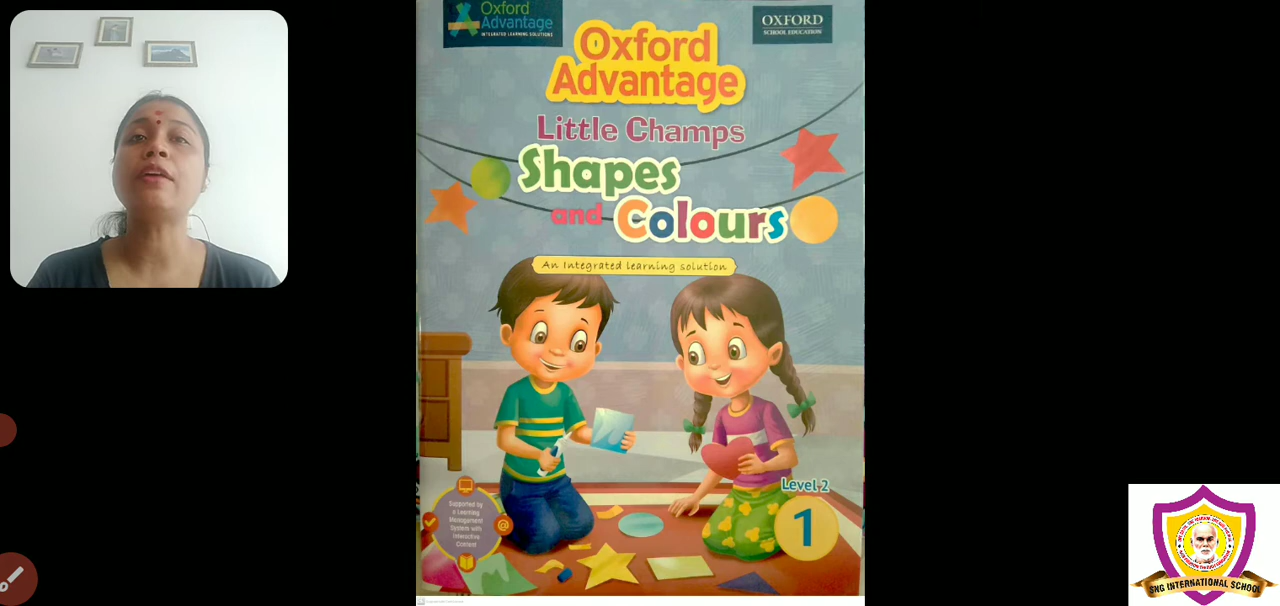 Oxford
Advantage
INTEGRATED LEARNING SOLUTIONS
OXFORD
SCHOOL EDUCATION
Oxford
Advantage
Little Champs
Shapes
and Colours
An Integrated learning solution
Level 2
1
Supported by
a Learning
Management
System with
Interactive
Content
SNG INTERNATIONAL SCHOOL